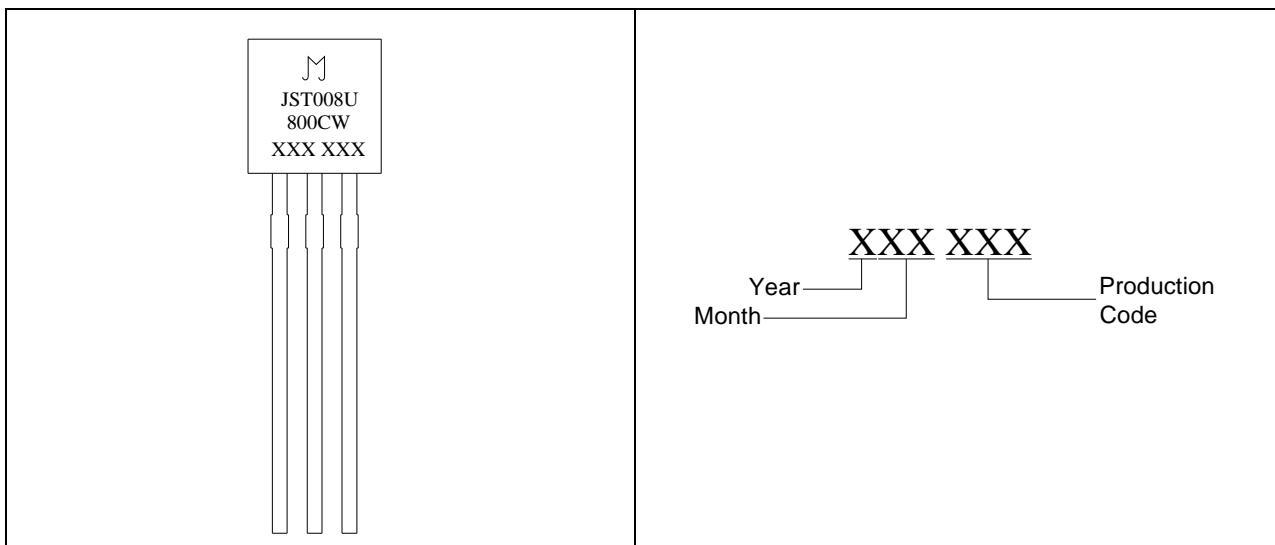 JST008U
800CW
XXX XXX
XXX XXX
Year
Month
Production
Code